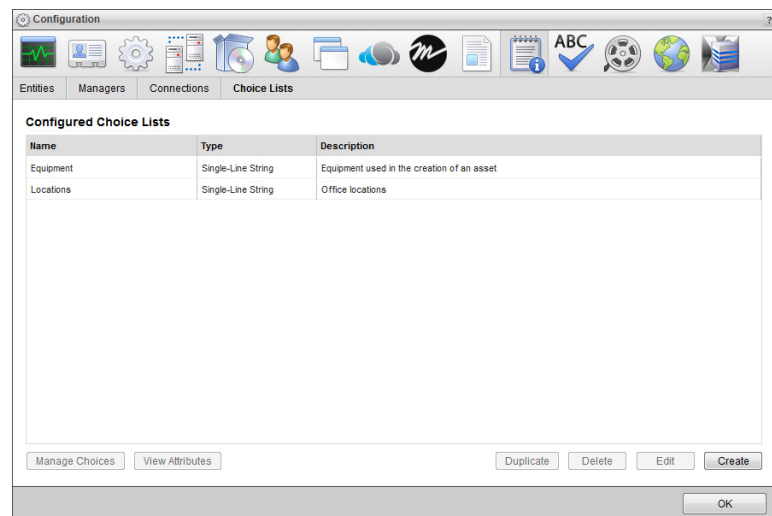 Configuration
?
ABC
Entities Managers Connections Choice Lists
Configured Choice Lists
Name Type Description
Equipment Single-Line String Equipment used in the creation of an asset
Locations Single-Line String Office locations
Manage Choices View Attributes Duplicate Delete Edit Create
OK